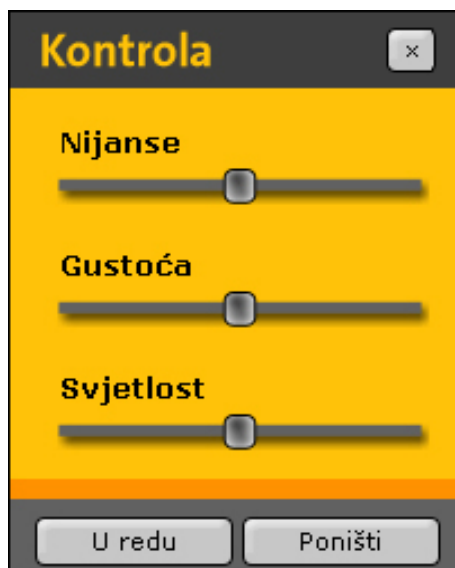 Kontrola
×
Nijanse
Gustoća
Svjetlost
U redu Poništi